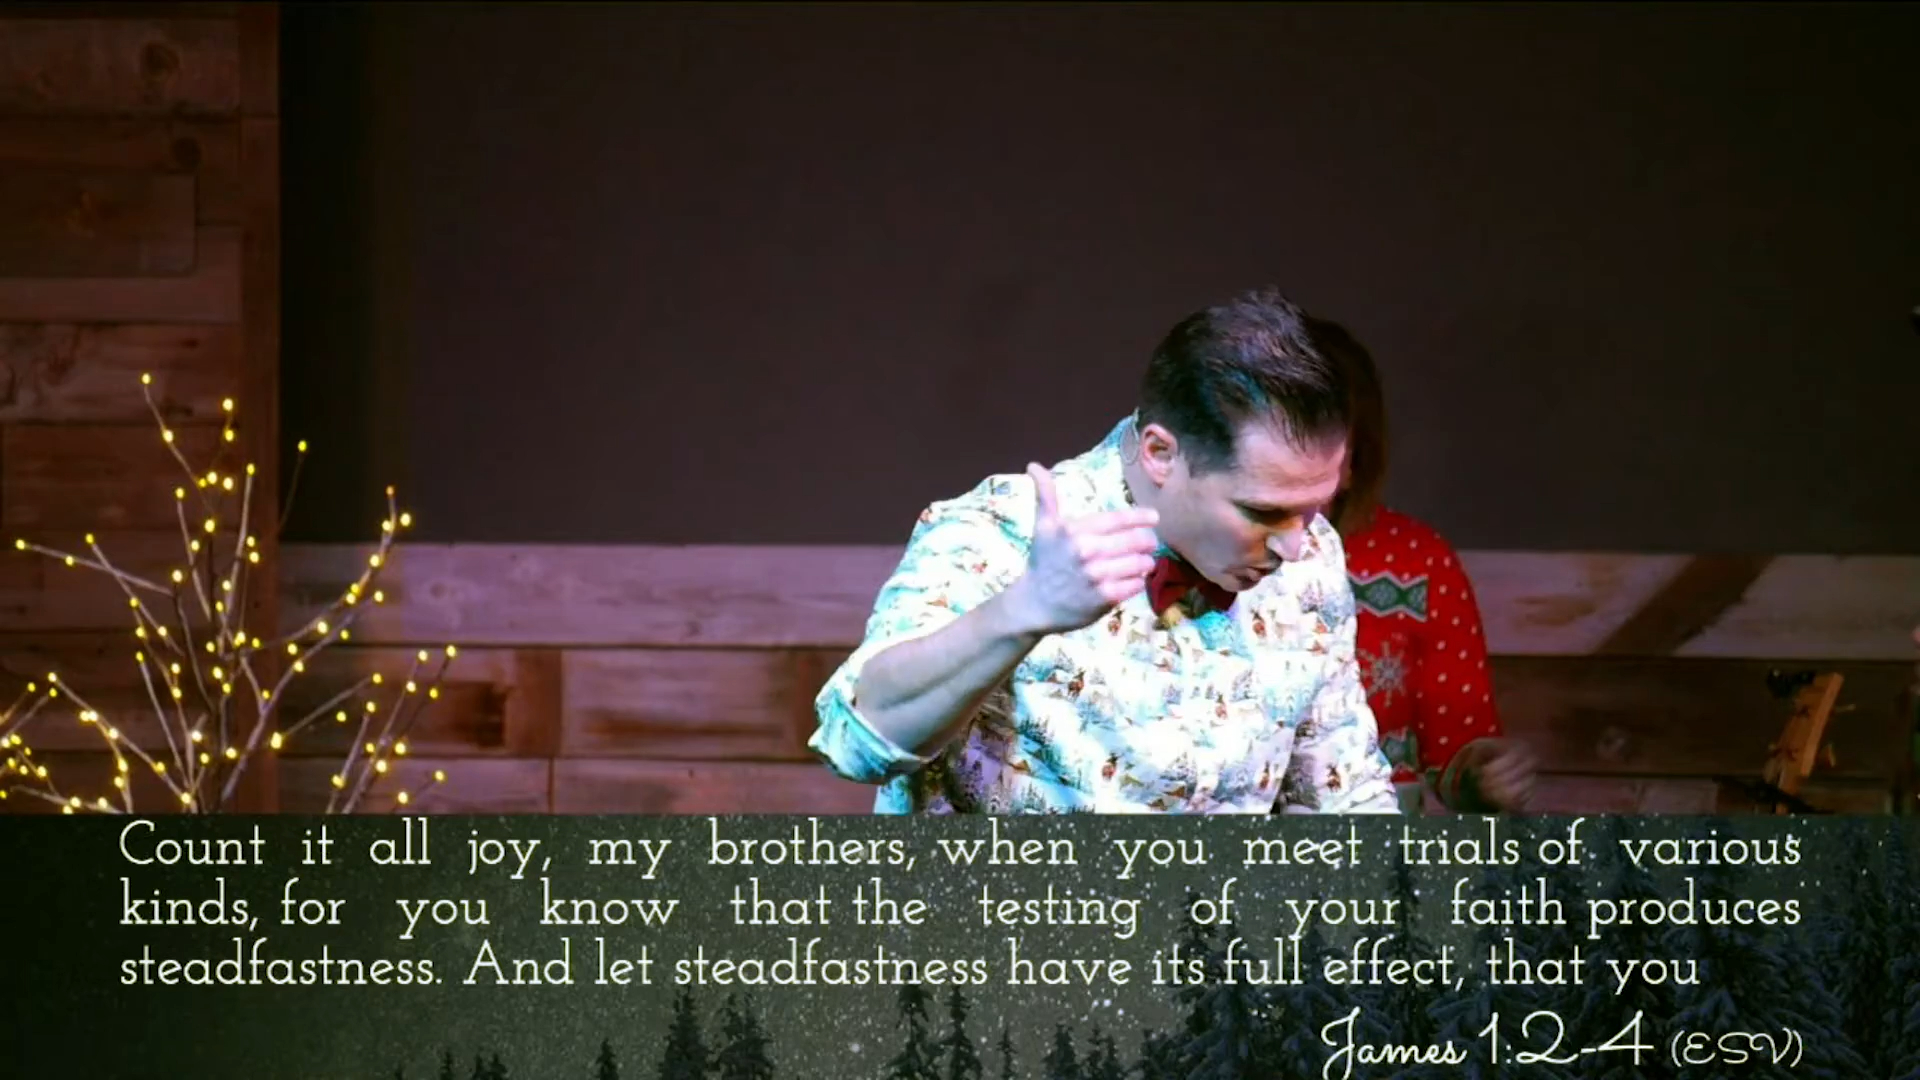 Count it all joy, my brothers, when you meet trials of various
kinds, for you know that the testing of your faith produces
steadfastness. And let steadfastness have its full effect, that you
James 1:2-4 (ESV)